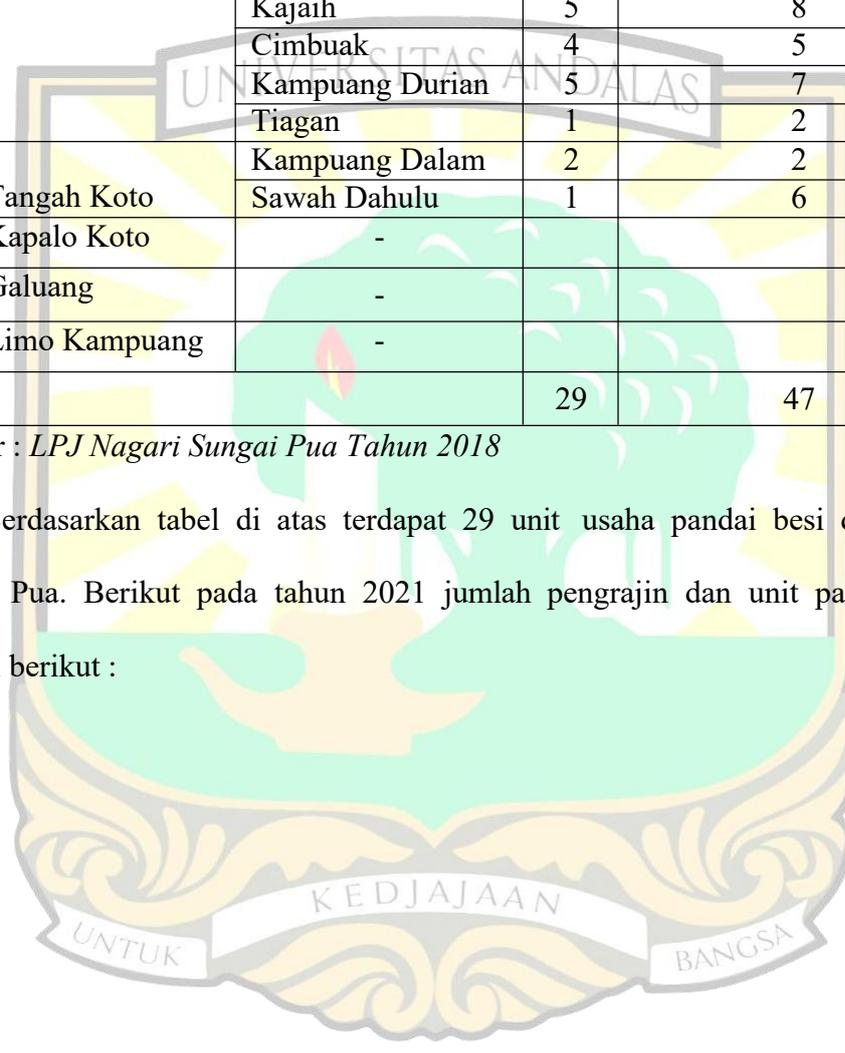 Kajaih 5 8
Cimbuak 4 5
Kampuang Durian 5 7
Tiagan 1 2
Kampuang Dalam 2 2
Tangah Koto Sawah Dahulu 1 6
Kapalo Koto -
Galuang -
Limo Kampuang -
29 47
r : LPJ Nagari Sungai Pua Tahun 2018
erdasarkan tabel di atas terdapat 29 unit usaha pandai besi
Pua. Berikut pada tahun 2021 jumlah pengrajin dan unit pa
berikut :
UNIVERSITAS ANDALAS
KEDJAJAAN
UNTUK BANGSA